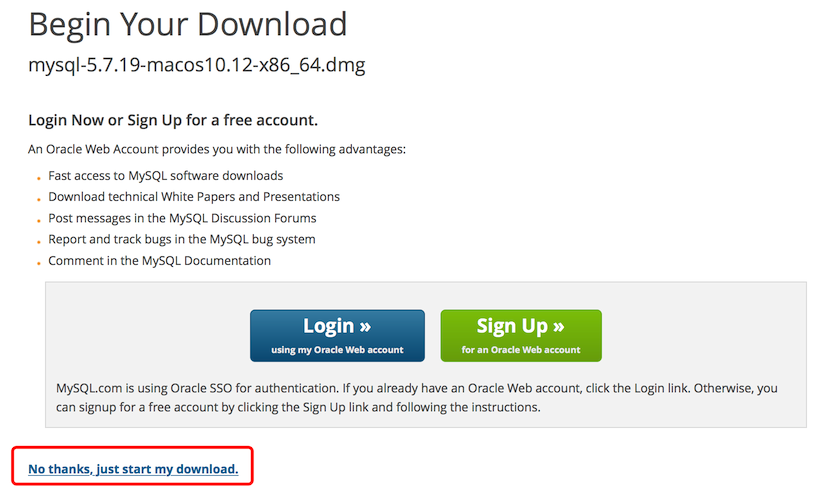 Begin Your Download
mysql-5.7.19-macos10.12-x86_64.dmg
Login Now or Sign Up for a free account.
An Oracle Web Account provides you with the following advantages:
Fast access to MySQL software downloads
Download technical White Papers and Presentations
Post messages in the MySQL Discussion Forums
Report and track bugs in the MySQL bug system
Comment in the MySQL Documentation
Login »
using my Oracle Web account
Sign Up »
for an Oracle Web account
MySQL.com is using Oracle SSO for authentication. If you already have an Oracle Web account, click the Login link. Otherwise, you
can signup for a free account by clicking the Sign Up link and following the instructions.
No thanks, just start my download.